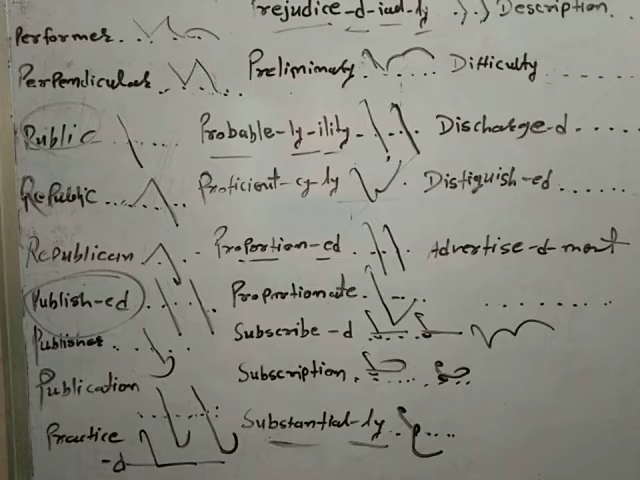 Prejudice-d-iad-ly Description
Performer
Perpendicular Preliminary Difficulty
Public Probable-ly-ility Discharge-d
Republic Proficient-cy-ly Distiguish-ed
Republican Proportion-ed Advertise-d-ment
Publish-ed Proportionate
Publisher Subscribe-d
Publication Subscription
Practice-d Substantial-ly